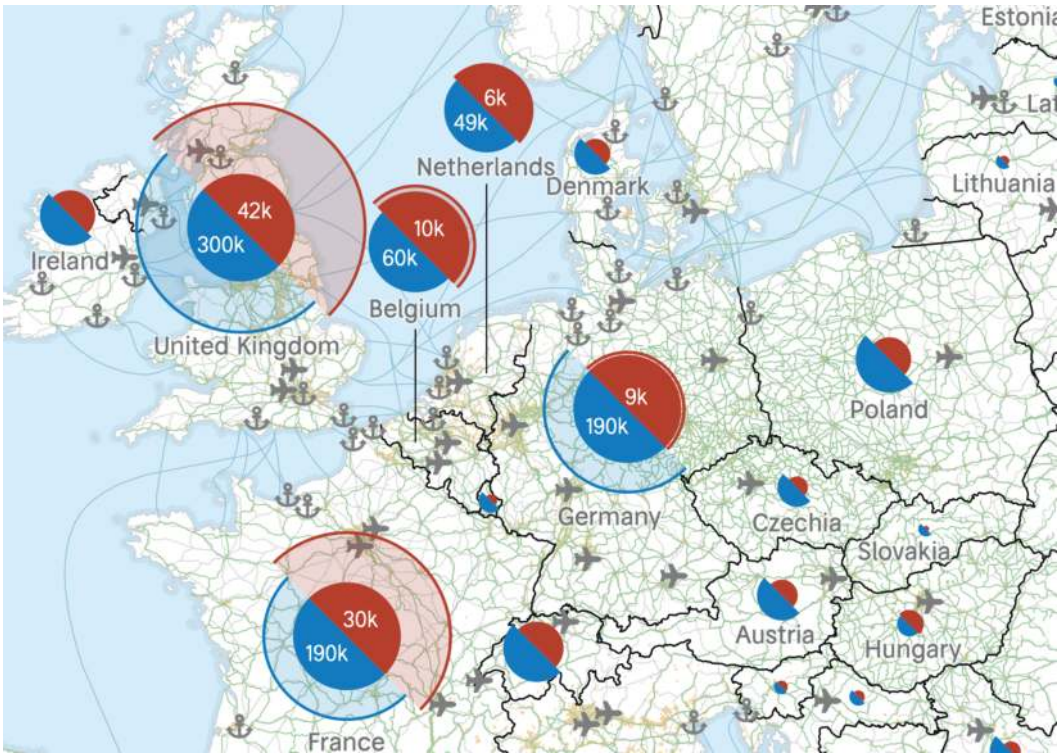 Estonia
6k
49k
Netherlands
Denmark
Lithuania
42k
300k
Ireland
10k
60k
Belgium
United Kingdom
9k
190k
Poland
Germany
Czechia
Slovakia
30k
190k
Austria
Hungary
France